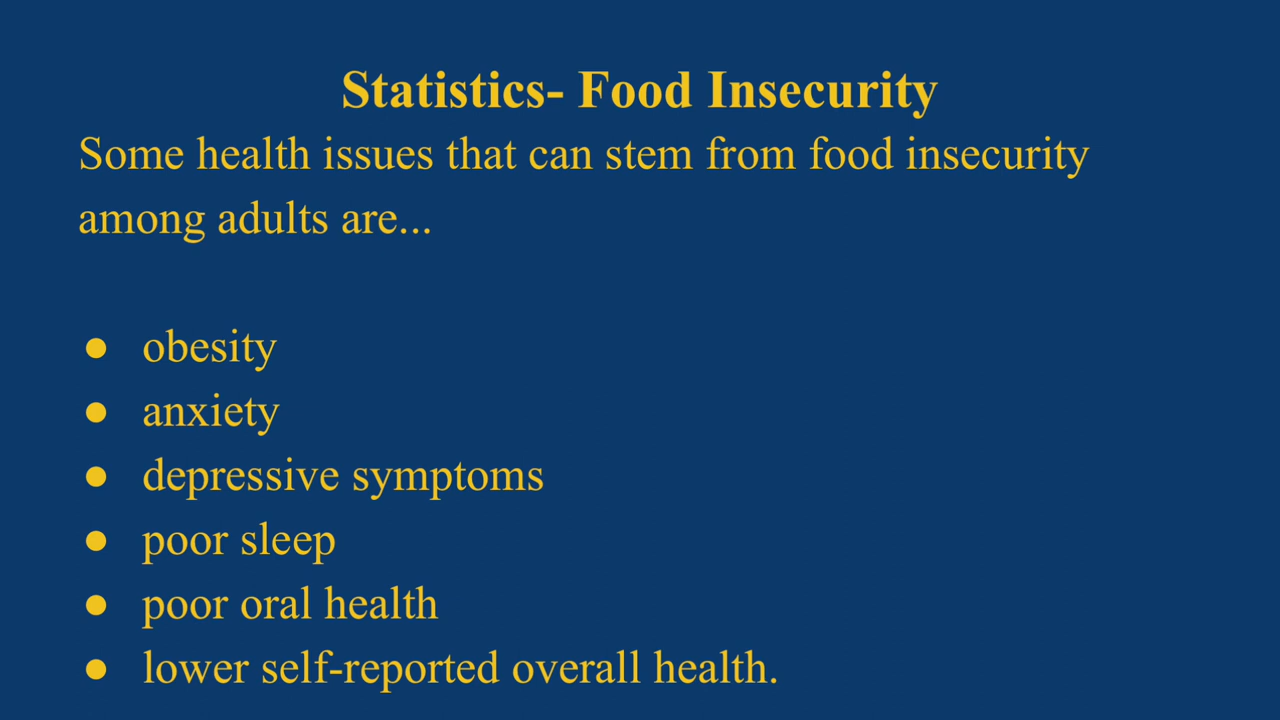 Statistics- Food Insecurity
Some health issues that can stem from food insecurity
among adults are...
● obesity
● anxiety
● depressive symptoms
● poor sleep
● poor oral health
● lower self-reported overall health.